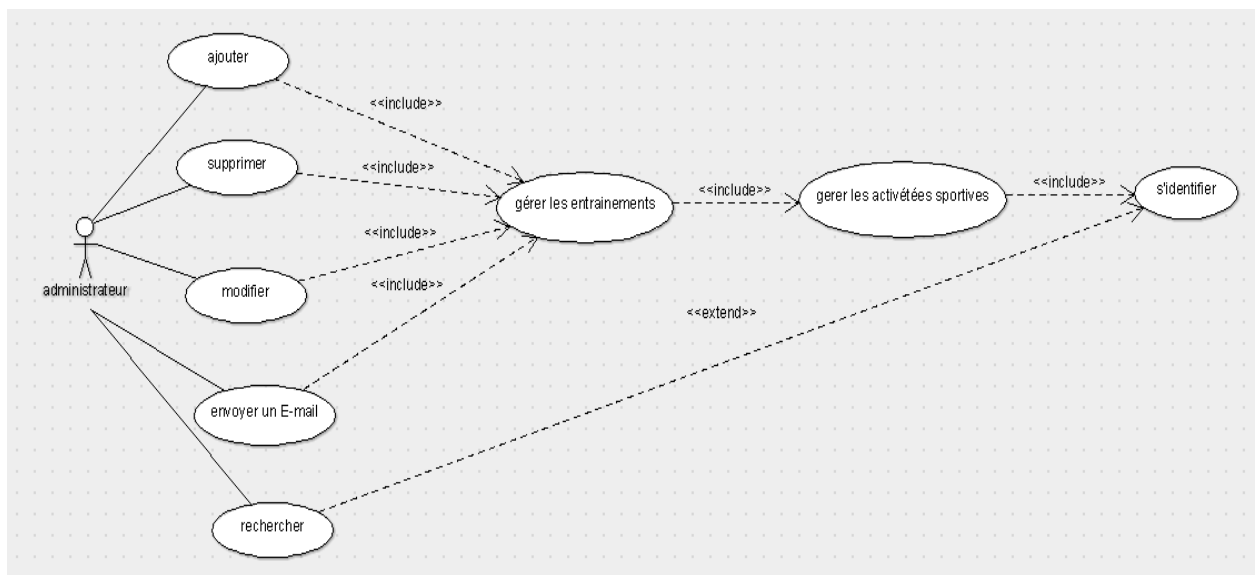 ajouter
<<include>>
supprimer
<<include>>
gérer les entrainements
<<include>>
gerer les activétées sportives
<<include>>
s'identifier
<<include>>
modifier
administrateur
<<include>>
<<extend>>
envoyer un E-mail
rechercher